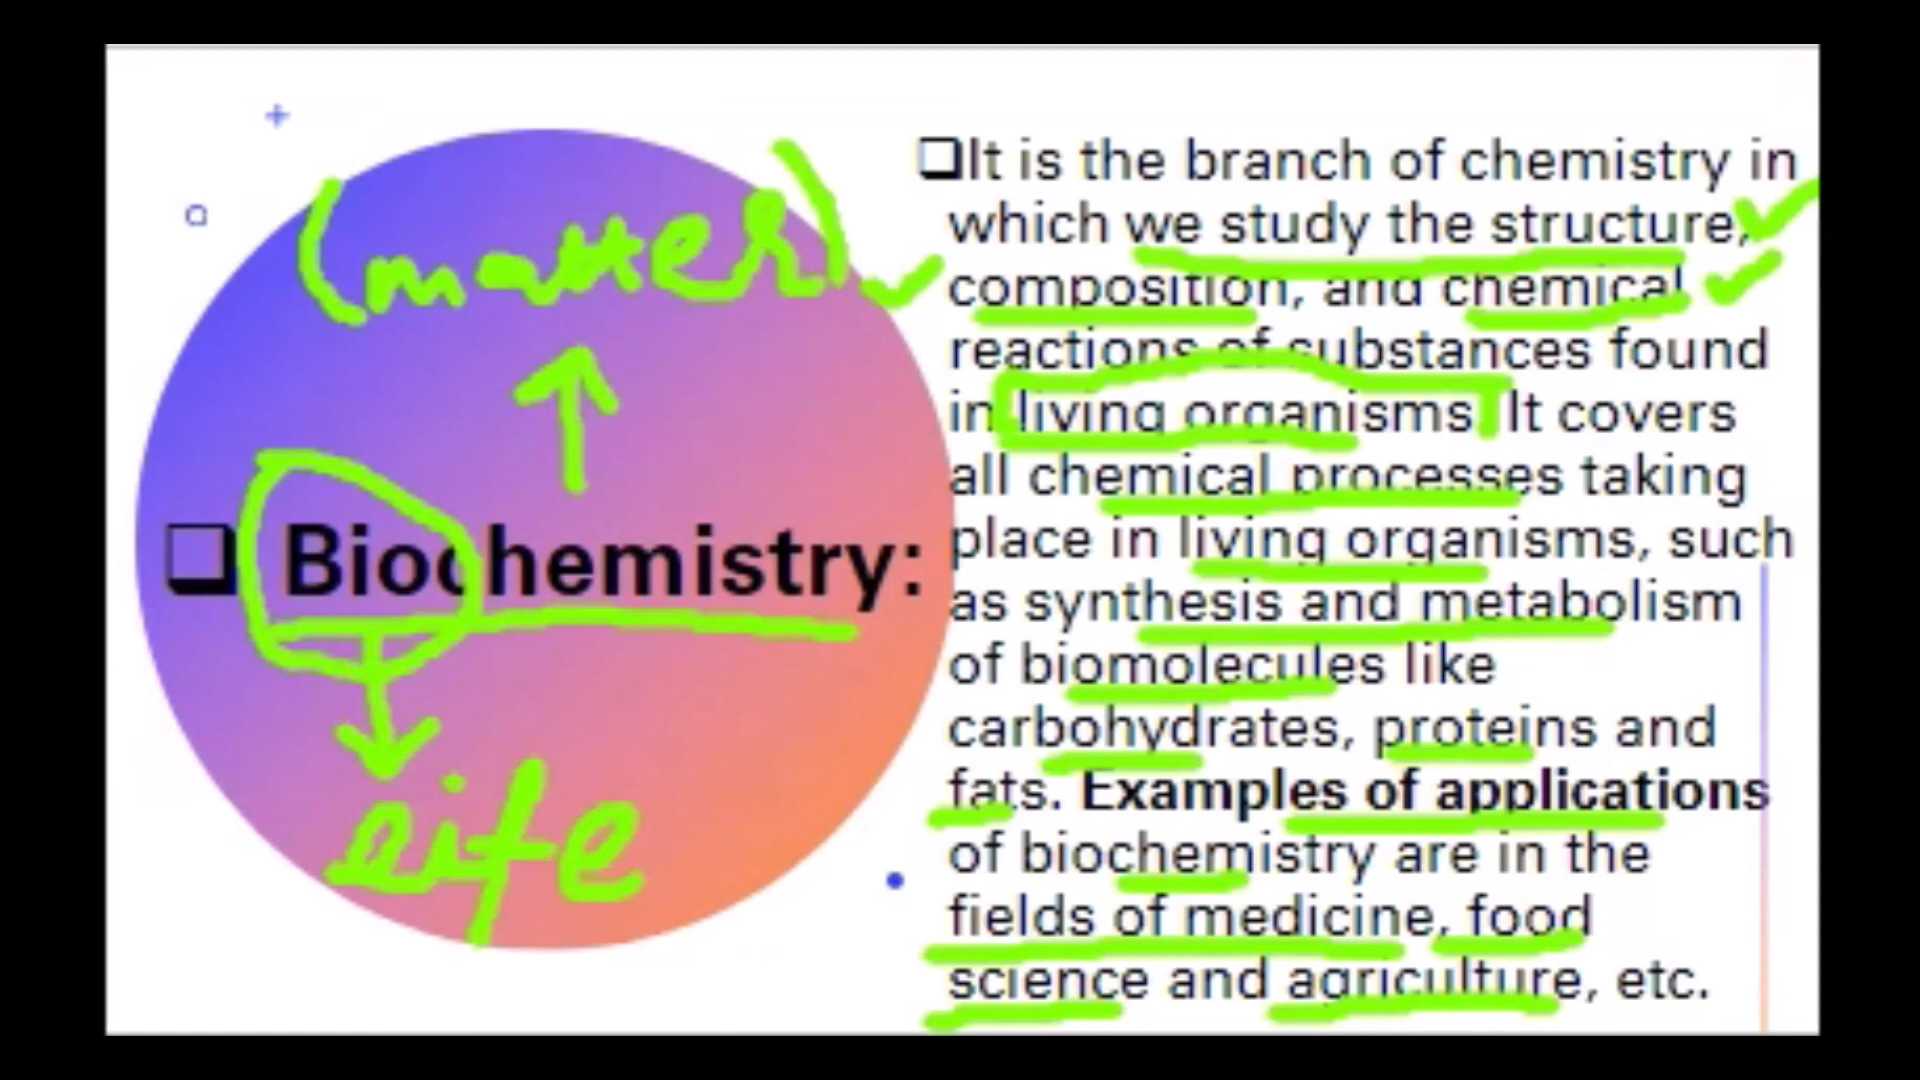 (matter)
❑ Biochemistry:
life
❑It is the branch of chemistry in
which we study the structure,
composition, and chemical
reactions of substances found
in living organisms. It covers
all chemical processes taking
place in living organisms, such
as synthesis and metabolism
of biomolecules like
carbohydrates, proteins and
fats. Examples of applications
of biochemistry are in the
fields of medicine, food
science and agriculture, etc.